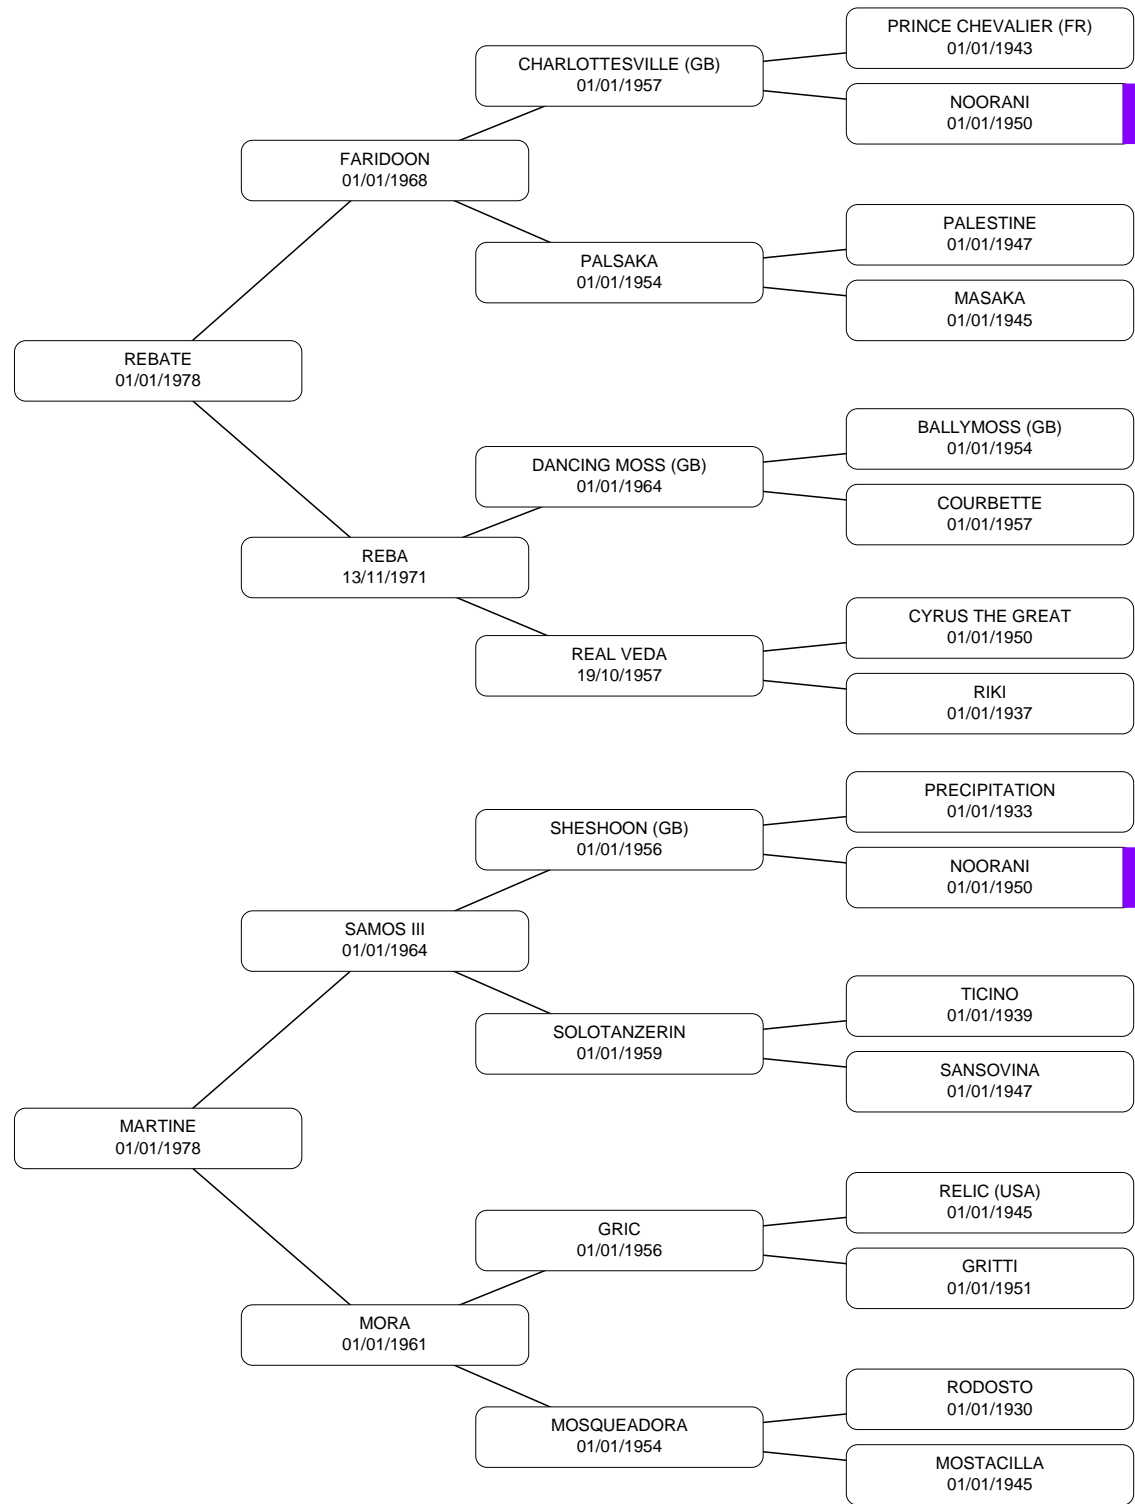 PRINCE CHEVALIER (FR)
01/01/1943
CHARLOTTESVILLE (GB)
01/01/1957
NOORANI
01/01/1950
FARIDOON
01/01/1968
PALESTINE
01/01/1947
PALSAKA
01/01/1954
MASAKA
01/01/1945
REBATE
01/01/1978
BALLYMOSS (GB)
01/01/1954
DANCING MOSS (GB)
01/01/1964
COURBETTE
01/01/1957
REBA
13/11/1971
CYRUS THE GREAT
01/01/1950
REAL VEDA
19/10/1957
RIKI
01/01/1937
PRECIPITATION
01/01/1933
SHESHOON (GB)
01/01/1956
NOORANI
01/01/1950
SAMOS III
01/01/1964
TICINO
01/01/1939
SOLOTANZERIN
01/01/1959
SANSOVINA
01/01/1947
MARTINE
01/01/1978
RELIC (USA)
01/01/1945
GRIC
01/01/1956
GRITTI
01/01/1951
MORA
01/01/1961
RODOSTO
01/01/1930
MOSQUEADORA
01/01/1954
MOSTACILLA
01/01/1945